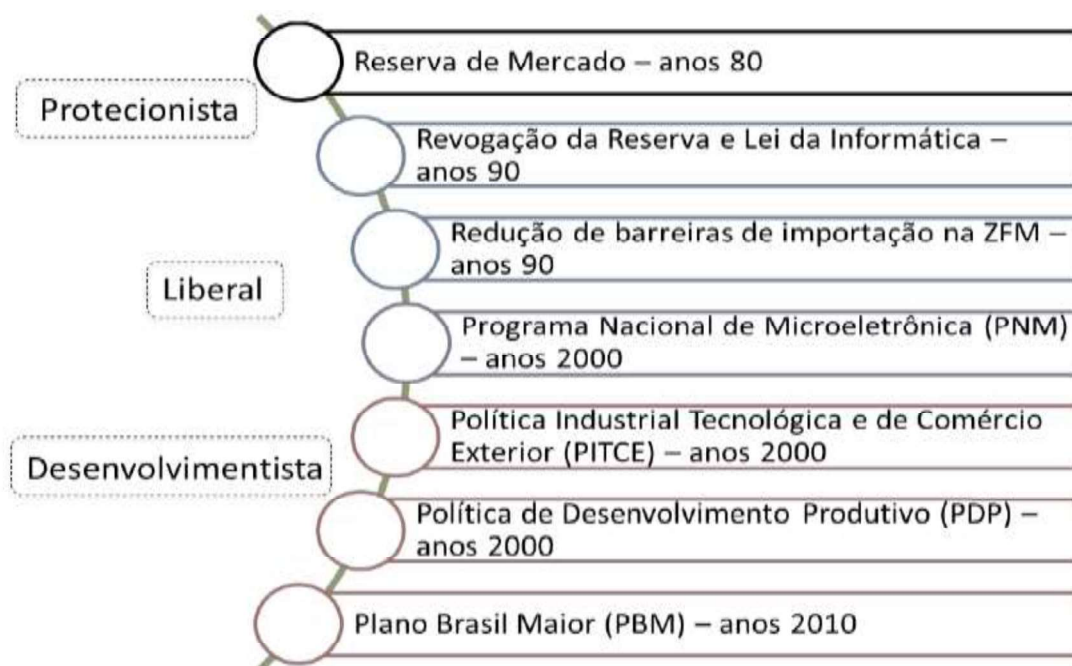 Reserva de Mercado – anos 80
Protecionista
Revogação da Reserva e Lei da Informática –
anos 90
Redução de barreiras de importação na ZFM –
anos 90
Liberal
Programa Nacional de Microeletrônica (PNM)
– anos 2000
Política Industrial Tecnológica e de Comércio
Exterior (PITCE) – anos 2000
Desenvolvimentista
Política de Desenvolvimento Produtivo (PDP) –
anos 2000
Plano Brasil Maior (PBM) – anos 2010